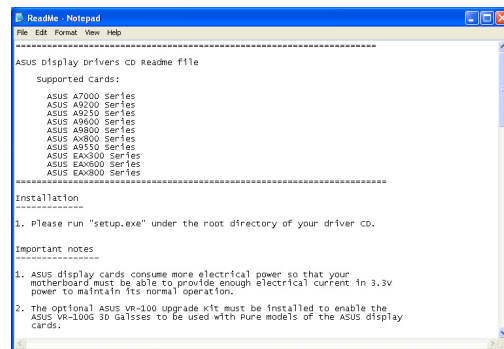 ReadMe - Notepad
File Edit Format View Help
======================================================================
ASUS Display Drivers CD Readme file
Supported Cards:
ASUS A7000 Series
ASUS A9200 Series
ASUS A9250 Series
ASUS A9600 Series
ASUS A9800 Series
ASUS AX800 Series
ASUS A9550 Series
ASUS EAX300 Series
ASUS EAX600 Series
ASUS EAX800 Series
========================================================================
Installation
-------------
1. Please run "setup.exe" under the root directory of your driver CD.
Important notes
----------------
1. ASUS display cards consume more electrical power so that your
motherboard must be able to provide enough electrical current in 3.3V
power to maintain its normal operation.
2. The optional ASUS VR-100 Upgrade Kit must be installed to enable the
ASUS VR-100G 3D Galsses to be used with Pure models of the ASUS display
cards.